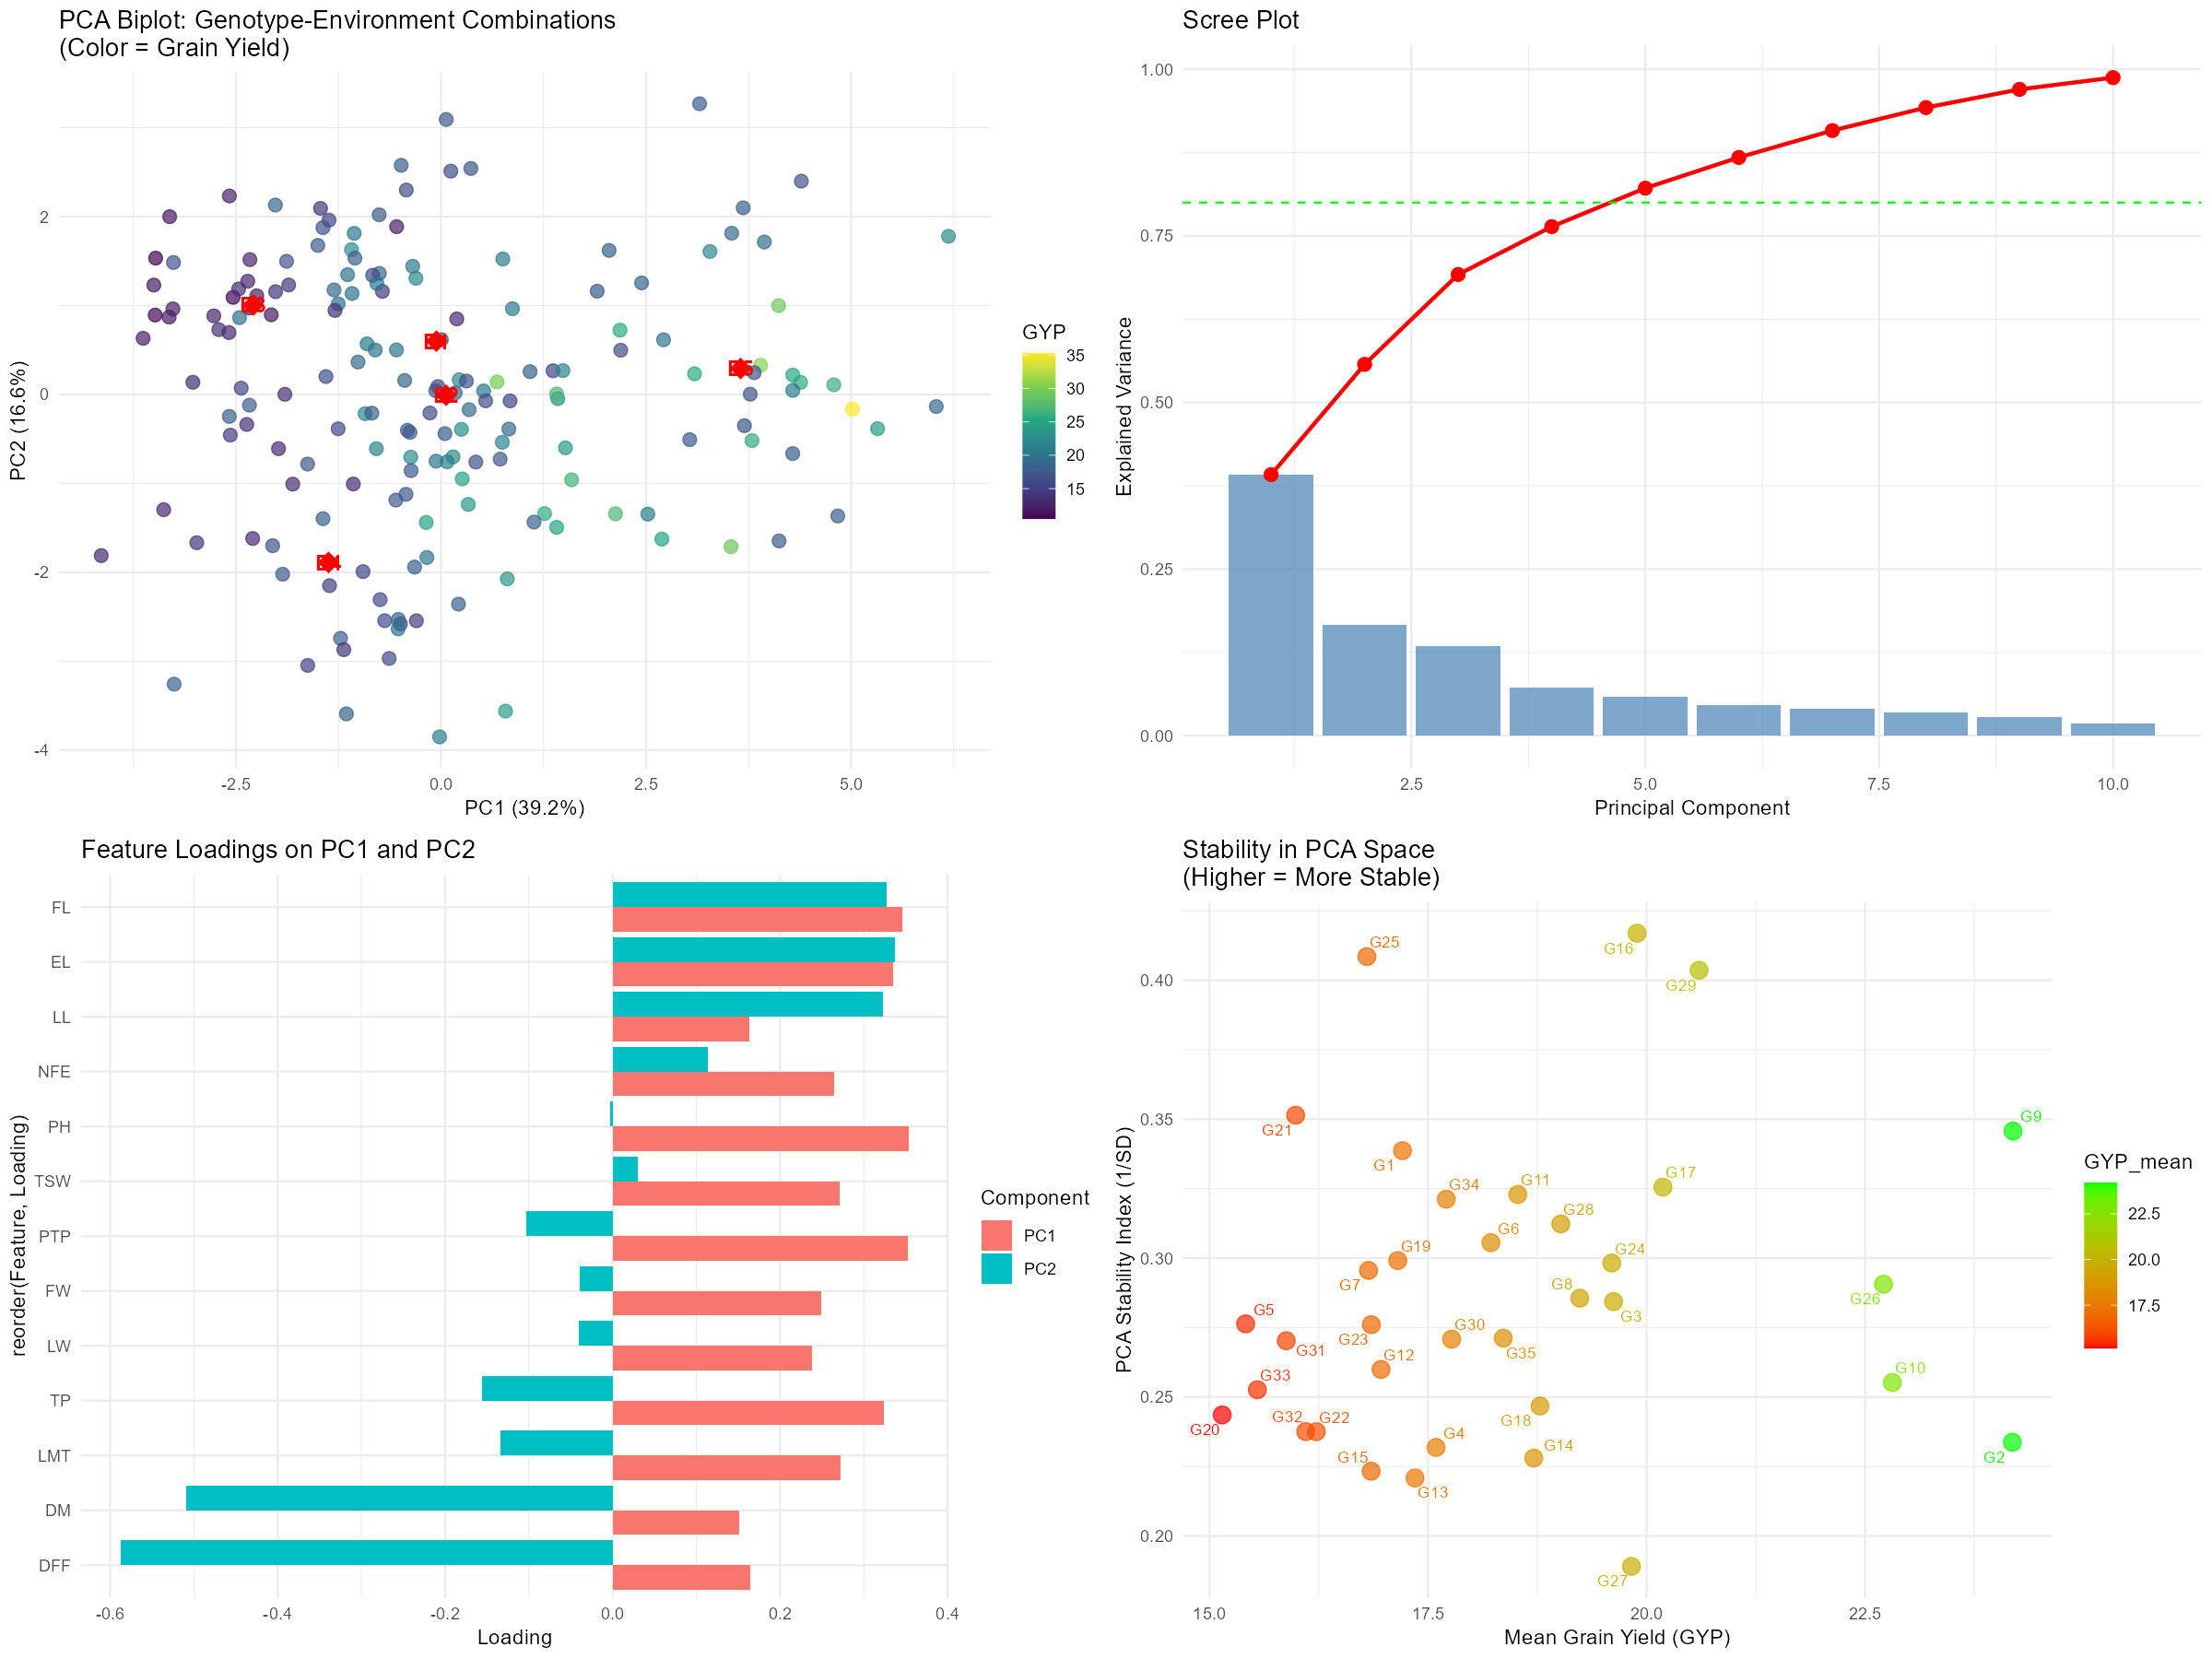 PCA Biplot: Genotype-Environment Combinations
(Color = Grain Yield)
PC2 (16.6%)
2
0
-2
-4
-2.5
0.0
2.5
5.0
PC1 (39.2%)
GYP
35
30
25
20
15
Scree Plot
Explained Variance
1.00
0.75
0.50
0.25
0.00
2.5
5.0
7.5
10.0
Principal Component
Feature Loadings on PC1 and PC2
reorder(Feature, Loading)
FL
EL
LL
NFE
PH
TSW
PTP
FW
LW
TP
LMT
DM
DFF
-0.6
-0.4
-0.2
0.0
0.2
0.4
Loading
Component
PC1
PC2
Stability in PCA Space
(Higher = More Stable)
PCA Stability Index (1/SD)
0.40
0.35
0.30
0.25
0.20
G25
G16
G29
G21
G9
G1
G17
G34
G11
G28
G6
G19
G24
G7
G8
G26
G3
G5
G23
G30
G31
G12
G35
G33
G10
G20
G32
G22
G18
G4
G14
G2
G15
G13
G27
15.0
17.5
20.0
22.5
Mean Grain Yield (GYP)
GYP_mean
22.5
20.0
17.5